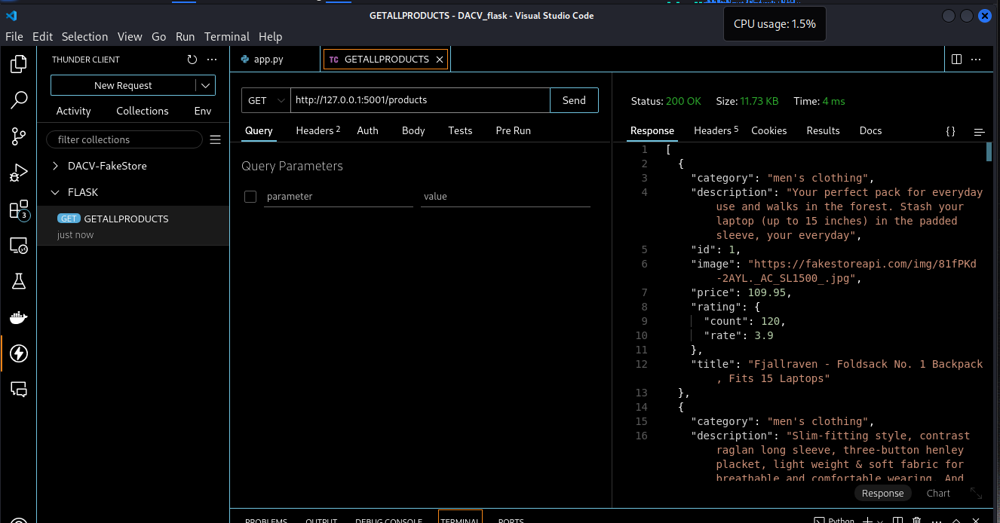 GETALLPRODUCTS - DACV_flask - Visual Studio Code
CPU usage: 1.5%
File Edit Selection View Go Run Terminal Help
THUNDER CLIENT
New Request
Activity Collections Env
filter collections
DACV-FakeStore
FLASK
GET GETALLPRODUCTS
just now
3
app.py
TC GETALLPRODUCTS
GET http://127.0.0.1:5001/products Send
Query Headers 2 Auth Body Tests Pre Run
Query Parameters
parameter value
Status: 200 OK Size: 11.73 KB Time: 4 ms
Response Headers 5 Cookies Results Docs {}
1 [
2 {
3 "category": "men's clothing",
4 "description": "Your perfect pack for everyday
use and walks in the forest. Stash your
laptop (up to 15 inches) in the padded
sleeve, your everyday",
5 "id": 1,
6 "image": "https://fakestoreapi.com/img/81fPKd
-2AYL._AC_SL1500_.jpg",
7 "price": 109.95,
8 "rating": {
9 "count": 120,
10 "rate": 3.9
11 },
12 "title": "Fjallraven - Foldsack No. 1 Backpack
, Fits 15 Laptops"
13 },
14 {
15 "category": "men's clothing",
16 "description": "Slim-fitting style, contrast
raglan long sleeve, three-button henley
placket, light weight & soft fabric for
breathable and comfortable wearing. And
Response Chart
PROBLEMS OUTPUT DEBUG CONSOLE TERMINAL PORTS
Python